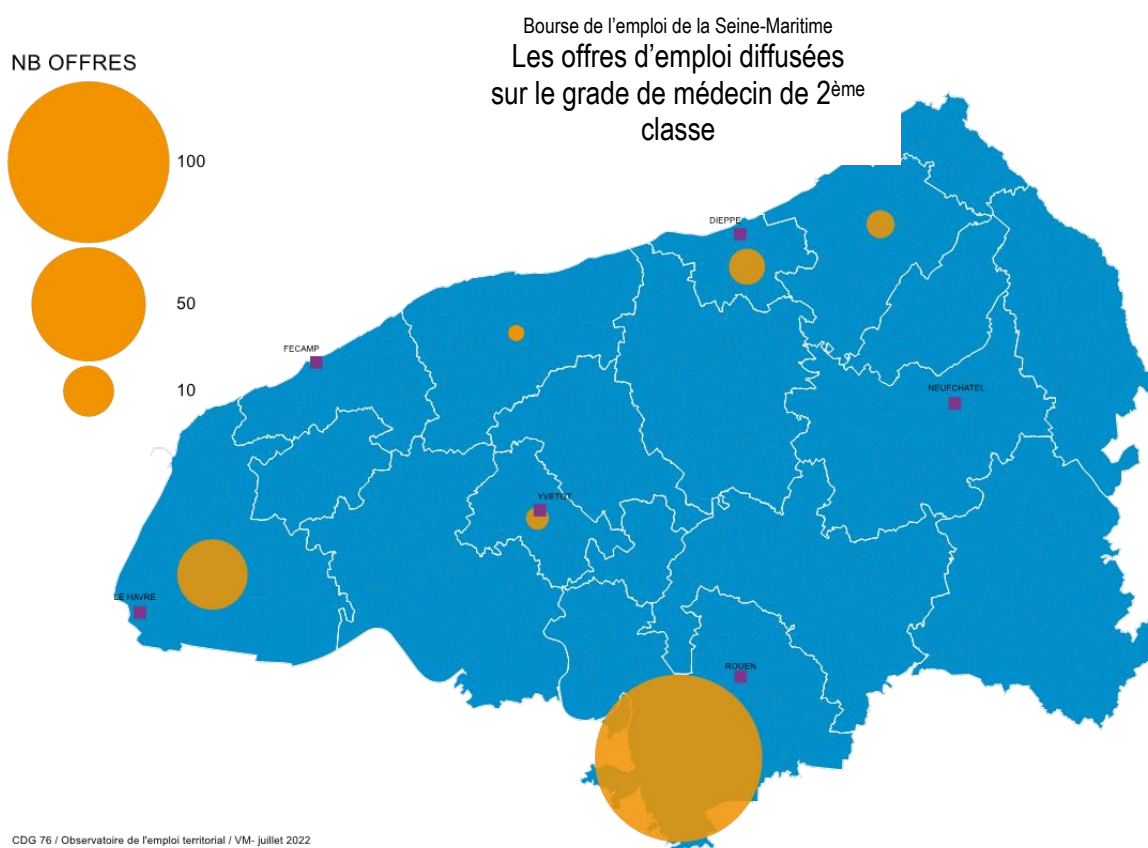 Bourse de l'emploi de la Seine-Maritime
Les offres d'emploi diffusées
sur le grade de médecin de 2ème
classe
NB OFFRES
100
50
10
DIEPPE
FECAMP
NEUFCHATEL
YVETOT
LE HAVRE
ROUEN
CDG 76 / Observatoire de l'emploi territorial / VM- juillet 2022